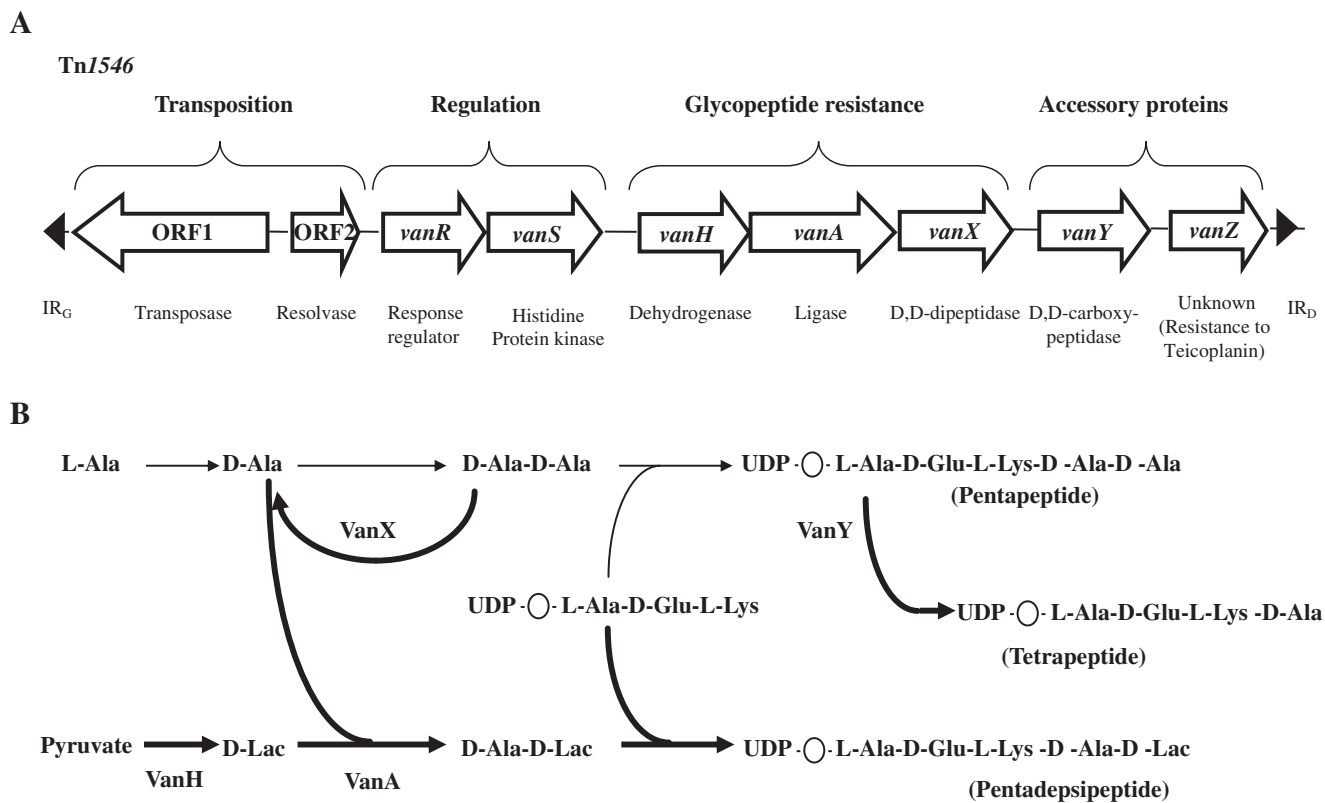 A
Tn1546
Transposition Regulation Glycopeptide resistance Accessory proteins
ORF1 ORF2 vanR vanS vanH vanA vanX vanY vanZ
IRG Transposase Resolvase Response regulator Histidine Protein kinase Dehydrogenase Ligase D,D-dipeptidase D,D-carboxy-peptidase Unknown (Resistance to Teicoplanin) IRD
B
L-Ala D-Ala D-Ala-D-Ala UDP - - L-Ala-D-Glu-L-Lys-D -Ala-D -Ala
(Pentapeptide)
VanX VanY
UDP - - L-Ala-D-Glu-L-Lys UDP - - L-Ala-D-Glu-L-Lys -D-Ala
(Tetrapeptide)
Pyruvate D-Lac D-Ala-D-Lac UDP - - L-Ala-D-Glu-L-Lys -D -Ala-D -Lac
VanH VanA (Pentadepsipeptide)